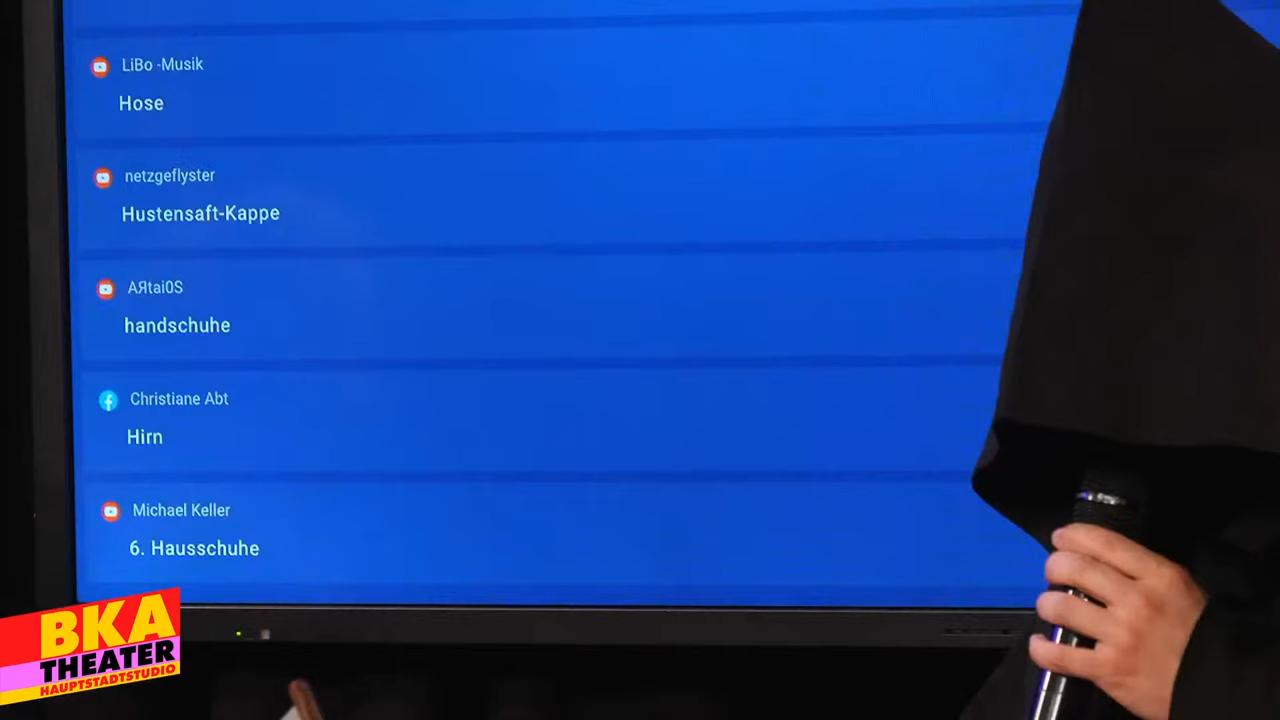 LiBo -Musik
Hose
netzgeflyster
Hustensaft-Kappe
AЯtai0S
handschuhe
Christiane Abt
Hirn
Michael Keller
6. Hausschuhe
BKA
THEATER
HAUPTSTADTSTUDIO